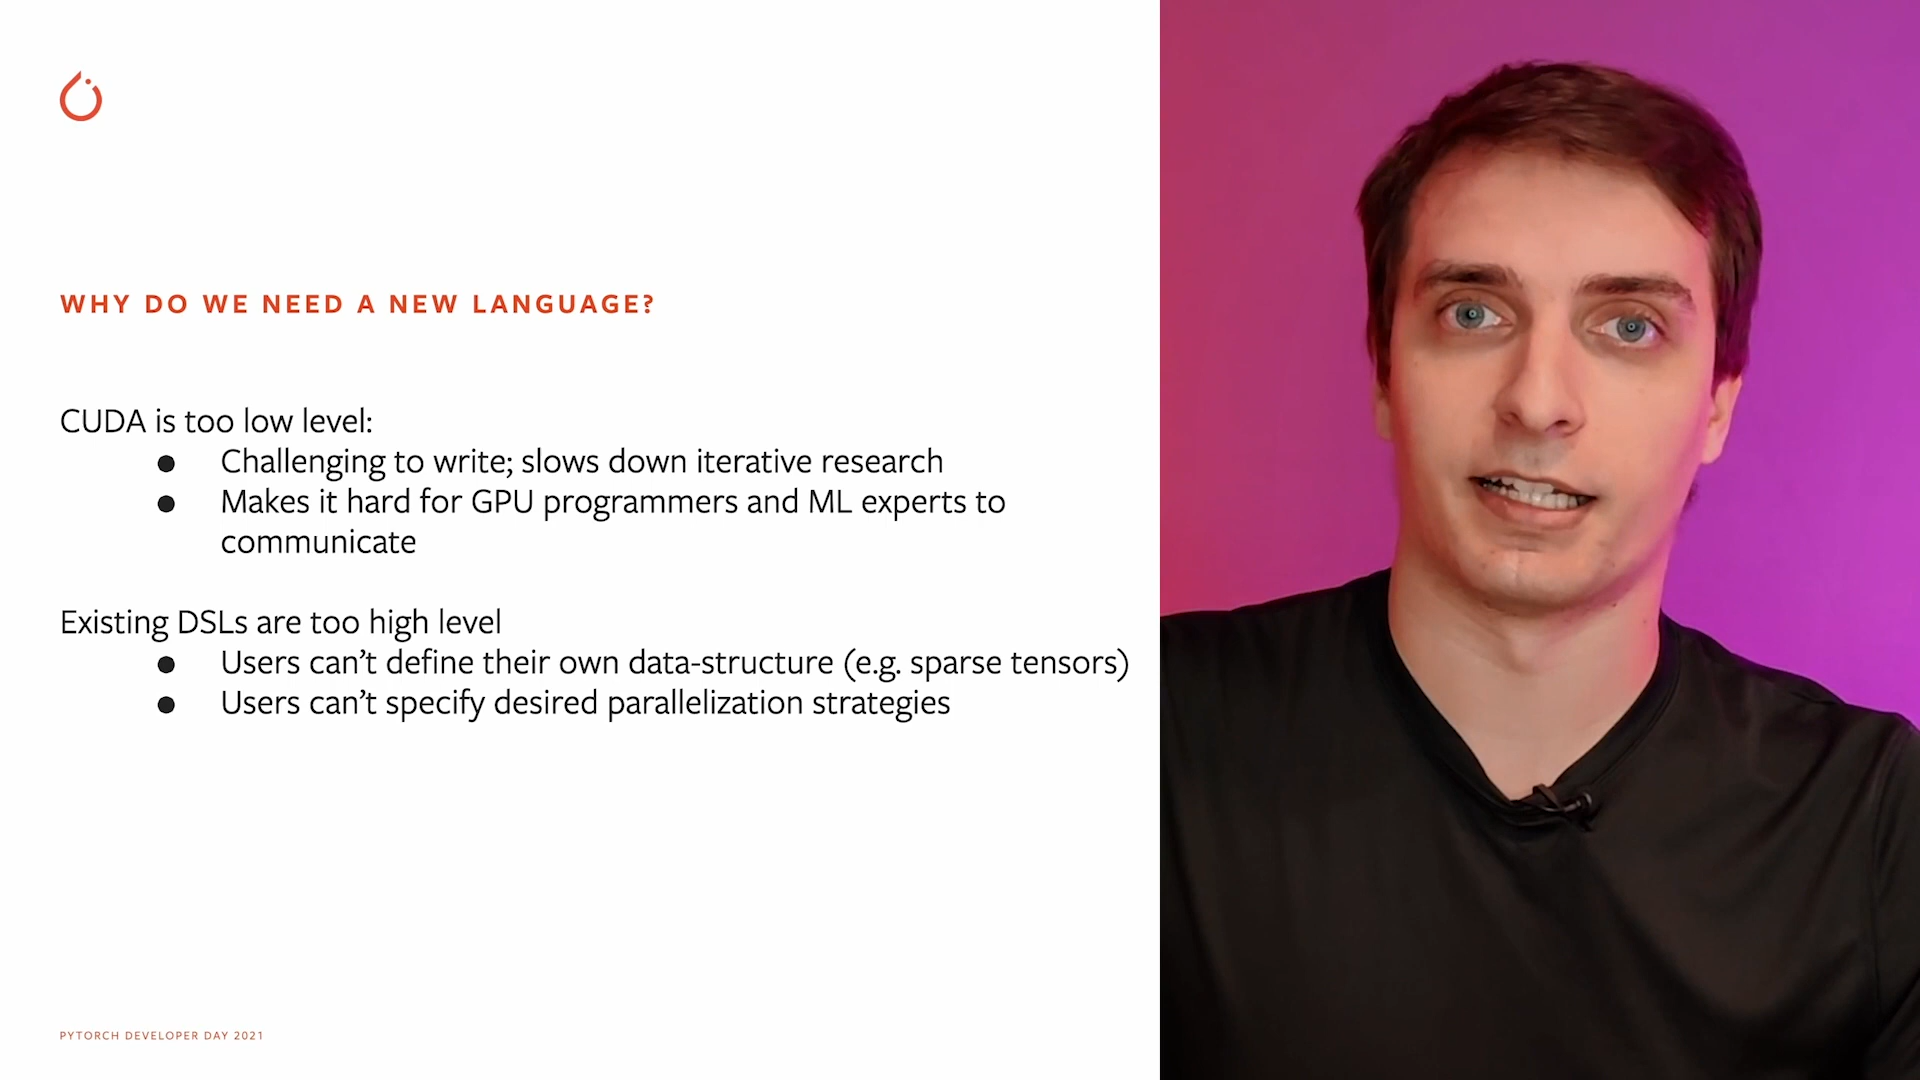 WHY DO WE NEED A NEW LANGUAGE?
CUDA is too low level:
● Challenging to write; slows down iterative research
● Makes it hard for GPU programmers and ML experts to
communicate
Existing DSLs are too high level
● Users can’t define their own data-structure (e.g. sparse tensors)
● Users can’t specify desired parallelization strategies
PYTORCH DEVELOPER DAY 2021